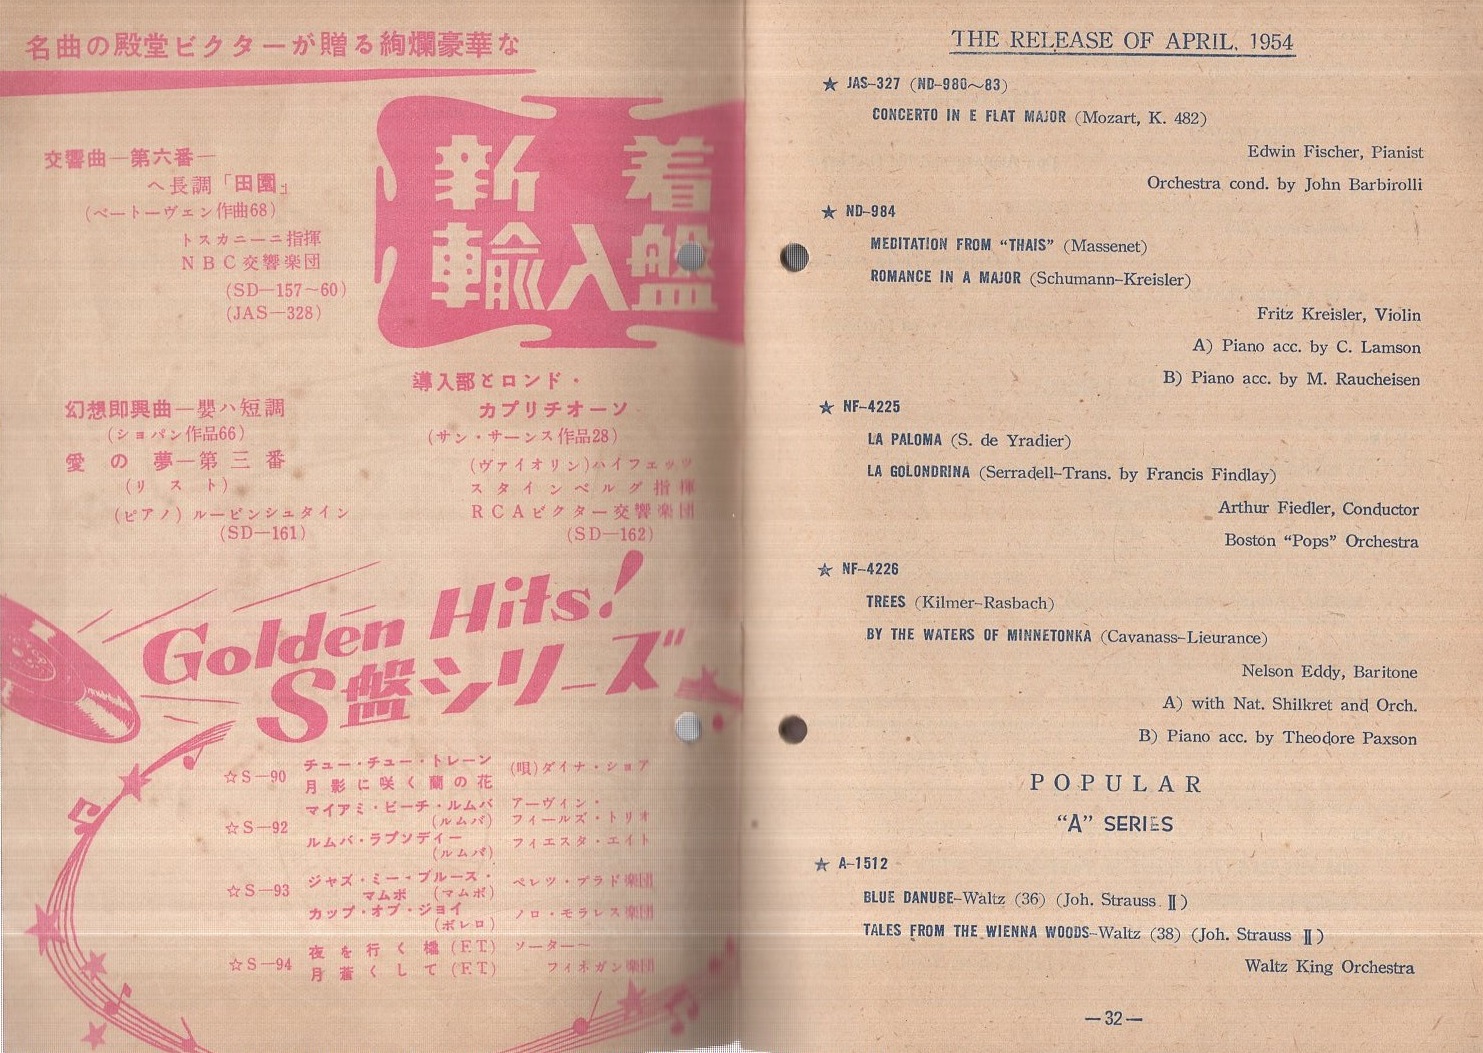 名曲の殿堂ビクターが贈る絢爛豪華な
新着
輸入盤
交響曲—第六番—
ヘ長調「田園」
(ベートーヴェン作曲68)
トスカニーニ指揮
NBC交響楽団
(SD—157~60)
(JAS—328)
幻想即興曲—嬰ハ短調
(ショパン作品66)
愛の夢—第三番
(リスト)
(ピアノ) ルービンシュタイン
(SD—161)
導入部とロンド・
カプリチオーソ
(サン・サーンス作品28)
(ヴァイオリン)ハイフェッツ
スタインベルグ指揮
RCAビクター交響楽団
(SD—162)
Golden Hits!
S盤シリーズ
☆S—90 チュー・チュー・トレーン (唄)ダイナ・ショア
月影に咲く蘭の花
☆S—92 マイアミ・ビーチ・ルムバ アーヴィン・
(ルムバ) フィールズ・トリオ
ルムバ・ラプソディー フィエスタ・エイト
(ルムバ)
☆S—93 ジャズ・ミー・ブルース・ ペレツ・プラド楽団
マムボ (マムボ)
カップ・オブ・ジョイ ノロ・モラレス楽団
(ボレロ)
☆S—94 夜を行く橇 (F.T.) ソーター~
月蒼くして (F.T.) フィネガン楽団
THE RELEASE OF APRIL, 1954
★ JAS-327 (ND-980~83)
CONCERTO IN E FLAT MAJOR (Mozart, K. 482)
Edwin Fischer, Pianist
Orchestra cond. by John Barbirolli
★ ND-984
MEDITATION FROM “THAIS” (Massenet)
ROMANCE IN A MAJOR (Schumann-Kreisler)
Fritz Kreisler, Violin
A) Piano acc. by C. Lamson
B) Piano acc. by M. Raucheisen
★ NF-4225
LA PALOMA (S. de Yradier)
LA GOLONDRINA (Serradell-Trans. by Francis Findlay)
Arthur Fiedler, Conductor
Boston “Pops” Orchestra
★ NF-4226
TREES (Kilmer-Rasbach)
BY THE WATERS OF MINNETONKA (Cavanass-Lieurance)
Nelson Eddy, Baritone
A) with Nat. Shilkret and Orch.
B) Piano acc. by Theodore Paxson
POPULAR
“A” SERIES
★ A-1512
BLUE DANUBE-Waltz (36) (Joh. Strauss II)
TALES FROM THE WIENNA WOODS-Waltz (38) (Joh. Strauss II)
Waltz King Orchestra
—32—